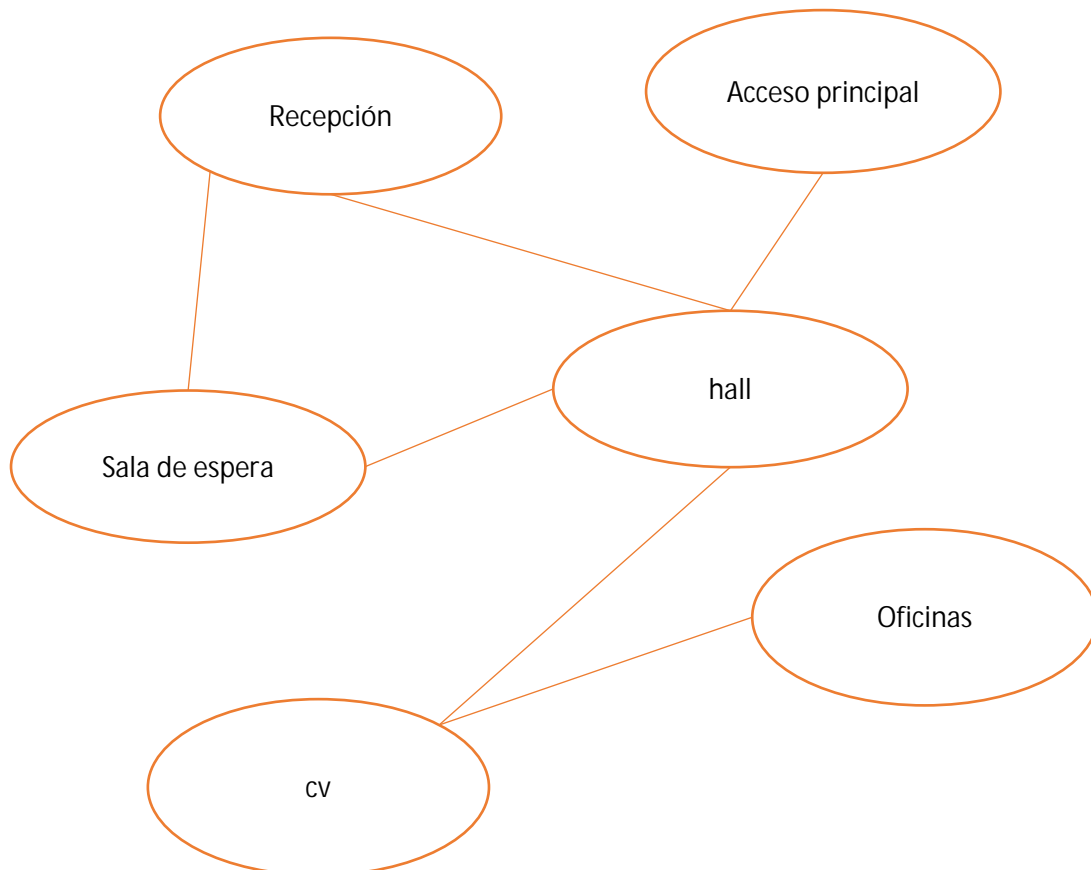 Recepción
Acceso principal
hall
Sala de espera
Oficinas
cv